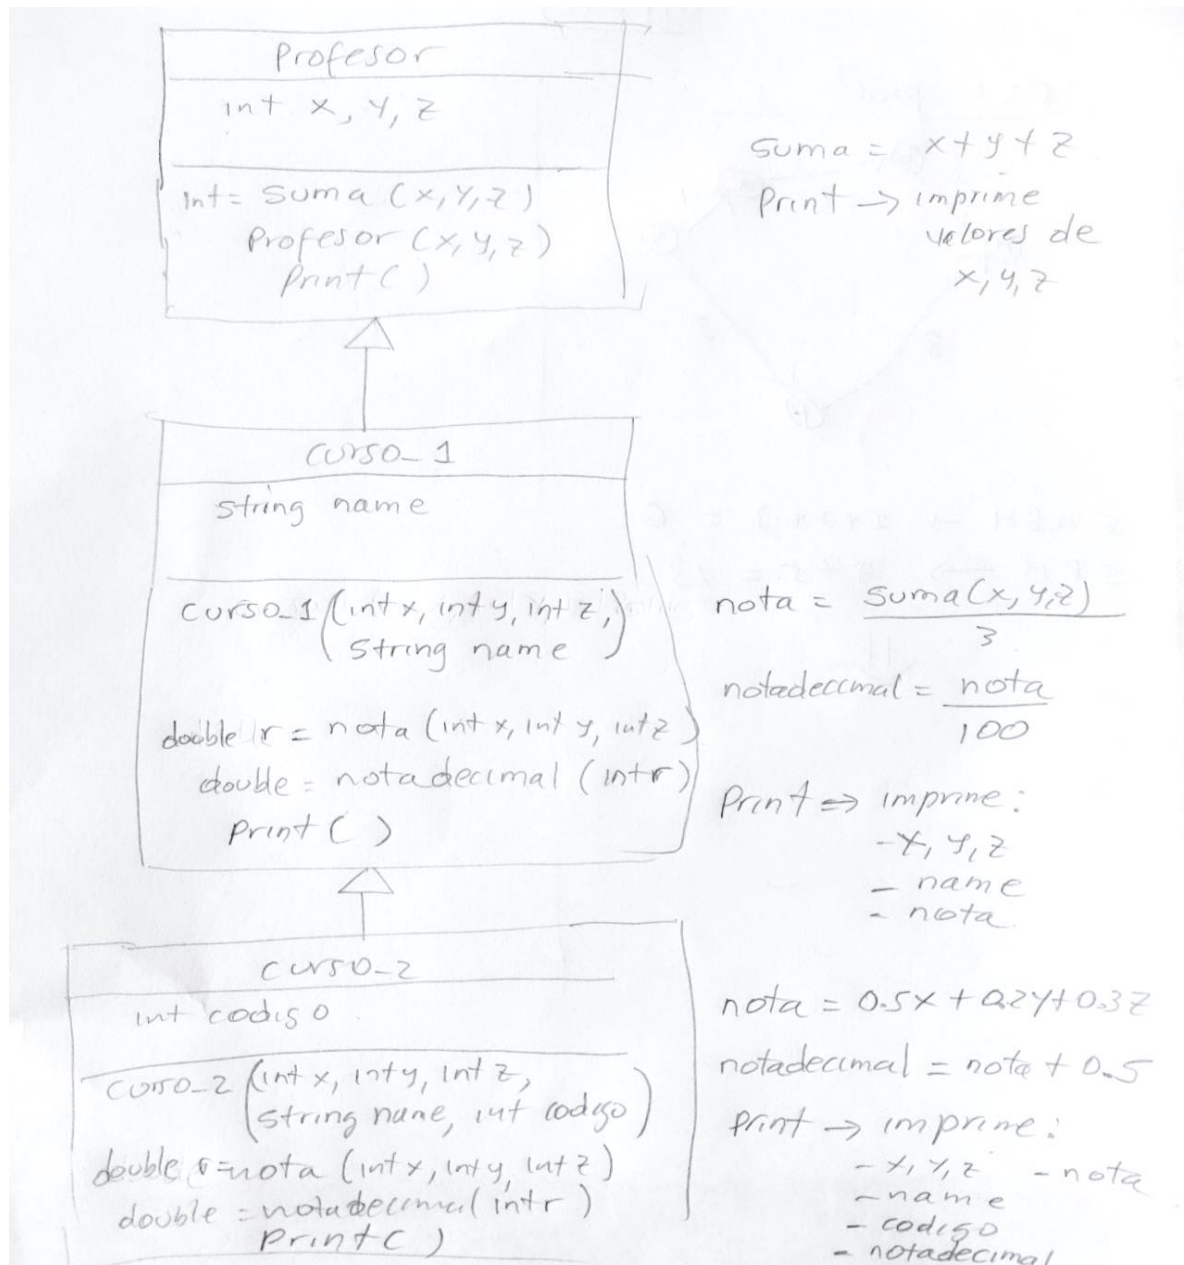 Profesor
int x, y, z
int = suma (x, y, z)
Profesor (x, y, z)
Print ( )
suma = x + y + z
Print → imprime
valores de
x, y, z
curso_1
string name
curso_1 (int x, int y, int z,
string name)
double r = nota (int x, int y, int z)
double = notadecimal (int r)
Print ( )
nota = suma(x, y, z)
3
notadecimal = nota
100
Print ⇒ imprime:
- x, y, z
- name
- nota
curso_2
int codigo
curso_2 (int x, int y, int z,
string name, int codigo)
double r = nota (int x, int y, int z)
double = notadecimal (int r)
Print ( )
nota = 0.5x + 0.2y + 0.3z
notadecimal = nota + 0.5
Print → imprime:
- x, y, z - nota
- name
- codigo
- notadecimal